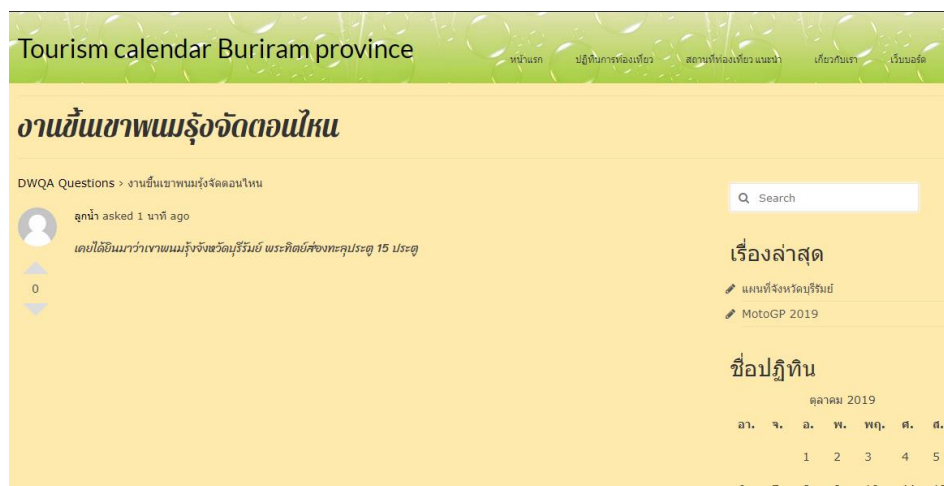 Tourism calendar Buriram province
หน้าแรก ปฏิทินการท่องเที่ยว สถานที่ท่องเที่ยว แนะนำ เกี่ยวกับเรา เว็บบอร์ด
งานขึ้นเขาพนมรุ้งจัดตอนไหน
DWQA Questions › งานขึ้นเขาพนมรุ้งจัดตอนไหน
ลูกน้ำ asked 1 นาที ago
เคยได้ยินมาว่าเขาพนมรุ้งจังหวัดบุรีรัมย์ พระทิตย์ส่องทะลุประตู 15 ประตู
0
Search
เรื่องล่าสุด
แผนที่จังหวัดบุรีรัมย์
MotoGP 2019
ชื่อปฏิทิน
ตุลาคม 2019
อา. จ. อ. พ. พฤ. ศ. ส.
1 2 3 4 5